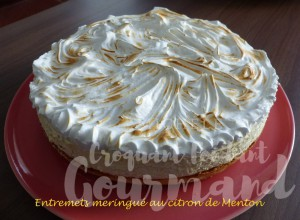 Croquant Fondant
Gourmand
Entremets meringué au citron de Menton